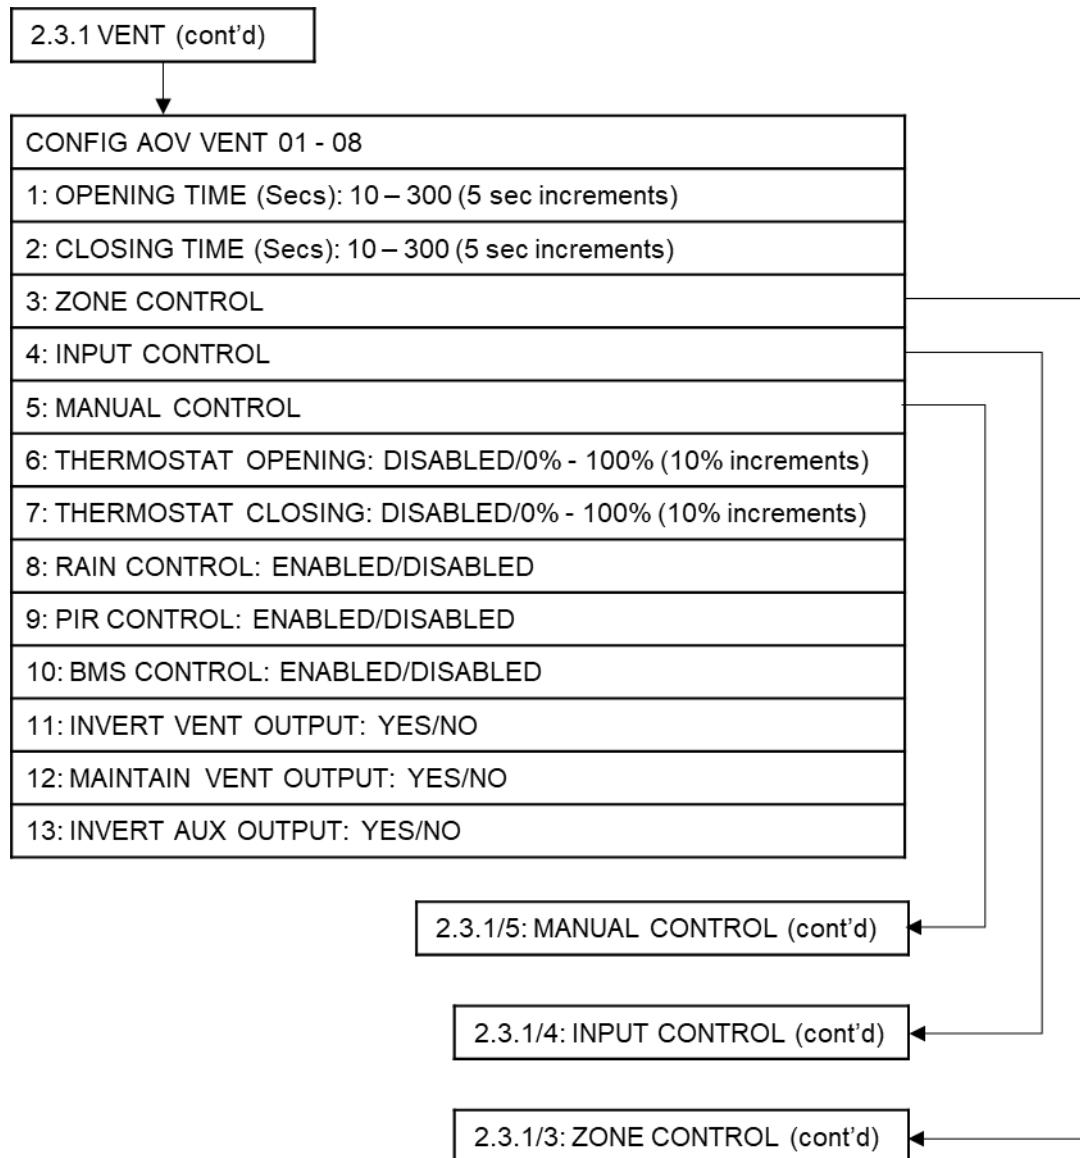 2.3.1 VENT (cont’d)
CONFIG AOV VENT 01 - 08
1: OPENING TIME (Secs): 10 – 300 (5 sec increments)
2: CLOSING TIME (Secs): 10 – 300 (5 sec increments)
3: ZONE CONTROL
4: INPUT CONTROL
5: MANUAL CONTROL
6: THERMOSTAT OPENING: DISABLED/0% - 100% (10% increments)
7: THERMOSTAT CLOSING: DISABLED/0% - 100% (10% increments)
8: RAIN CONTROL: ENABLED/DISABLED
9: PIR CONTROL: ENABLED/DISABLED
10: BMS CONTROL: ENABLED/DISABLED
11: INVERT VENT OUTPUT: YES/NO
12: MAINTAIN VENT OUTPUT: YES/NO
13: INVERT AUX OUTPUT: YES/NO
2.3.1/5: MANUAL CONTROL (cont’d)
2.3.1/4: INPUT CONTROL (cont’d)
2.3.1/3: ZONE CONTROL (cont’d)